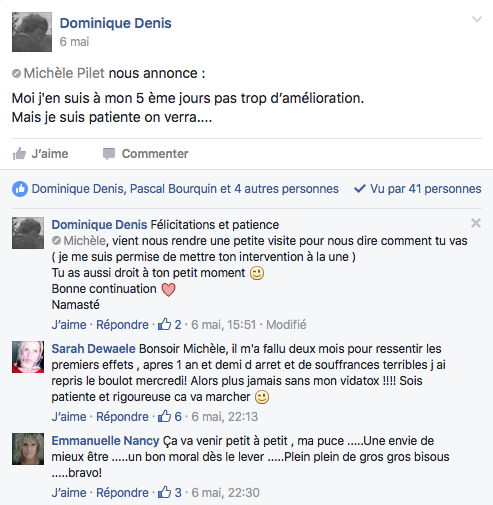 Dominique Denis
6 mai
Michèle Pilet nous annonce :
Moi j'en suis à mon 5 ème jours pas trop d'amélioration.
Mais je suis patiente on verra....
J'aime Commenter
Dominique Denis, Pascal Bourquin et 4 autres personnes Vu par 41 personnes
Dominique Denis Félicitations et patience
Michèle, vient nous rendre une petite visite pour nous dire comment tu vas
( je me suis permise de mettre ton intervention à la une )
Tu as aussi droit à ton petit moment
Bonne continuation
Namasté
J'aime · Répondre · 2 · 6 mai, 15:51 · Modifié
Sarah Dewaele Bonsoir Michèle, il m'a fallu deux mois pour ressentir les
premiers effets , apres 1 an et demi d arret et de souffrances terribles j ai
repris le boulot mercredi! Alors plus jamais sans mon vidatox !!!! Sois
patiente et rigoureuse ca va marcher
J'aime · Répondre · 6 · 6 mai, 22:13
Emmanuelle Nancy Ça va venir petit à petit , ma puce .....Une envie de
mieux être .....un bon moral dès le lever .....Plein plein de gros gros bisous
.....bravo!
J'aime · Répondre · 3 · 6 mai, 22:30